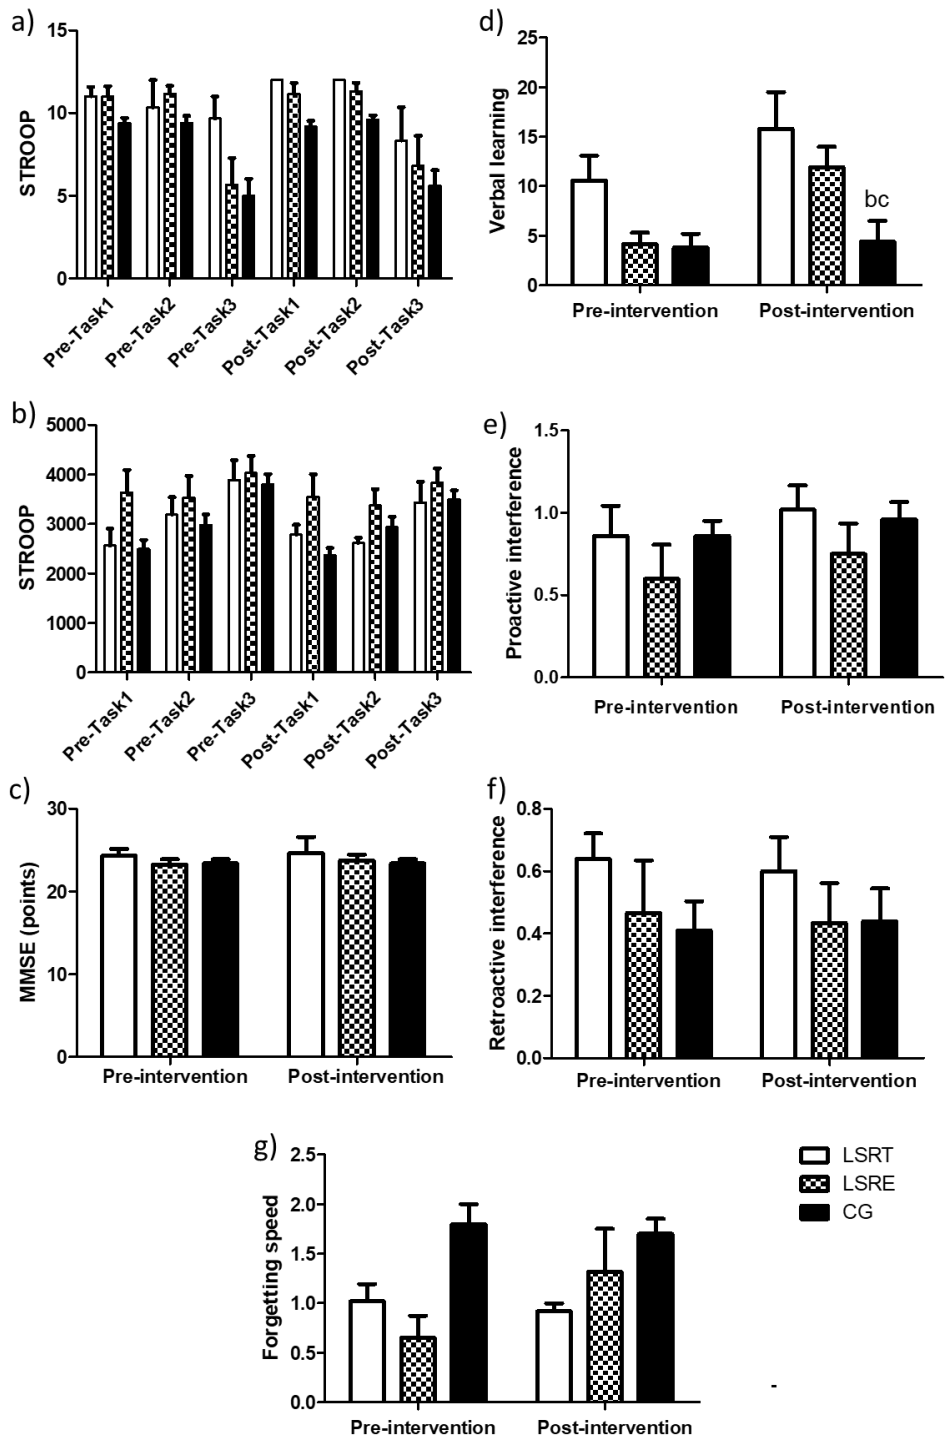 a)
STROOP
15
10
5
0
Pre-Task1
Pre-Task2
Pre-Task3
Post-Task1
Post-Task2
Post-Task3
d)
Verbal learning
25
20
15
10
5
0
bc
Pre-intervention
Post-intervention
b)
STROOP
5000
4000
3000
2000
1000
0
Pre-Task1
Pre-Task2
Pre-Task3
Post-Task1
Post-Task2
Post-Task3
e)
Proactive interference
1.5
1.0
0.5
0.0
Pre-intervention
Post-intervention
c)
MMSE (points)
30
20
10
0
Pre-intervention
Post-intervention
f)
Retroactive interference
0.8
0.6
0.4
0.2
0.0
Pre-intervention
Post-intervention
g)
Forgetting speed
2.5
2.0
1.5
1.0
0.5
0.0
Pre-intervention
Post-intervention
LSRT
LSRE
CG
-